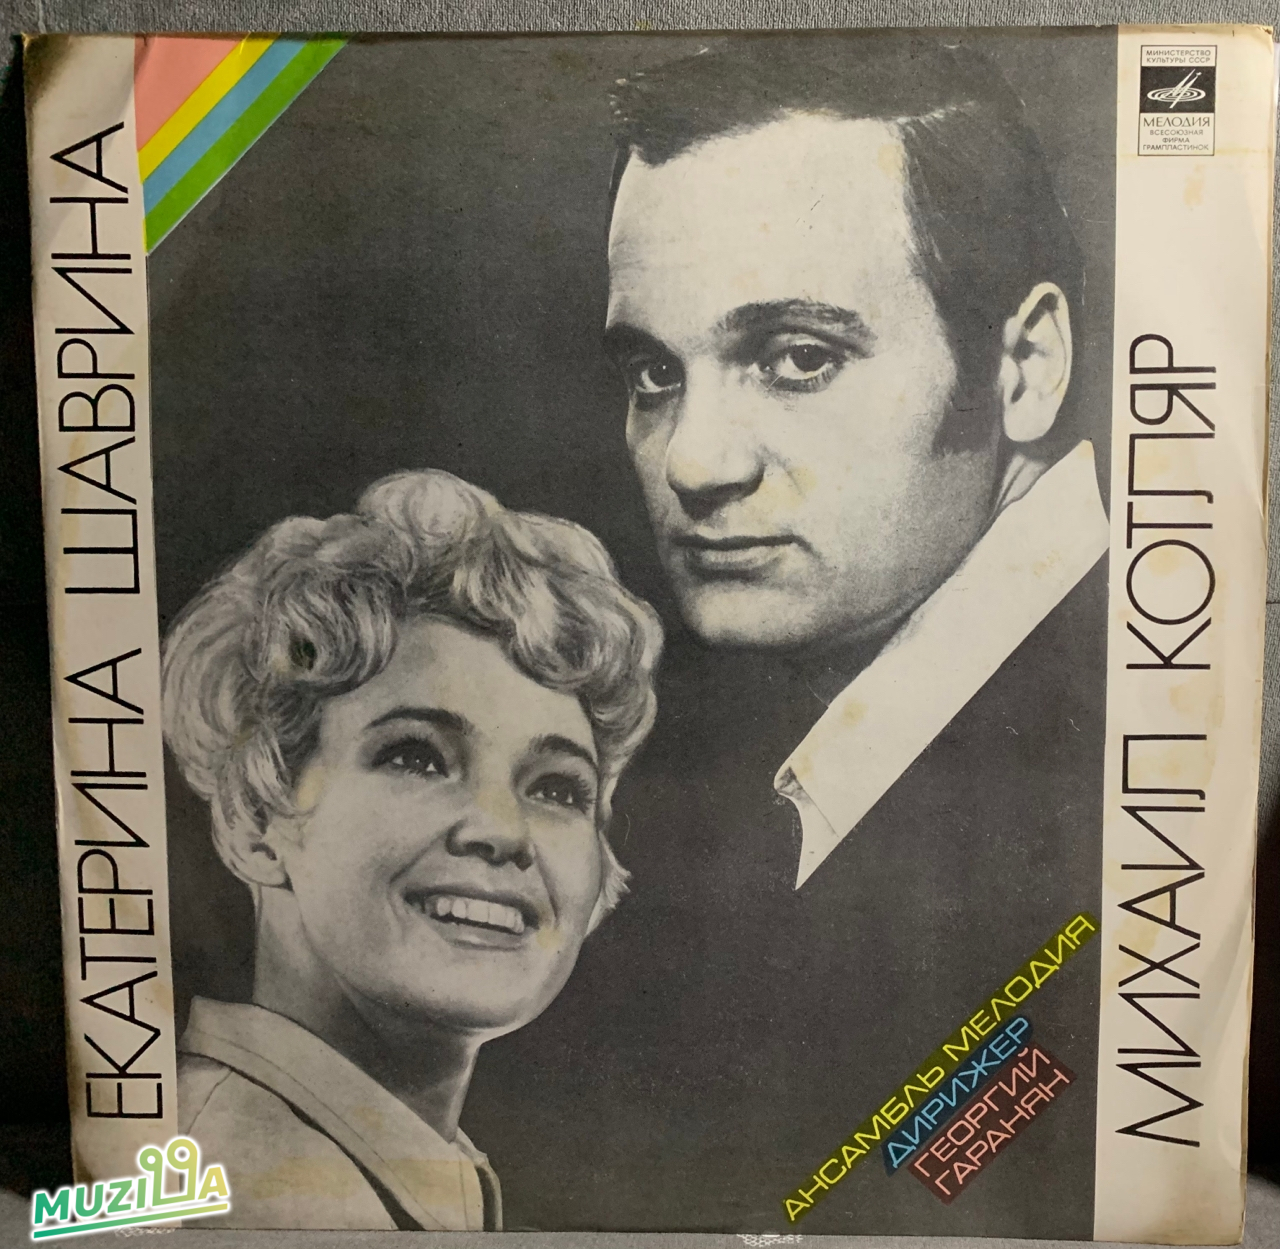 ЕКАТЕРИНА ШАВРИНА
МИНИСТЕРСТВО
КУЛЬТУРЫ СССР
МЕЛОДИЯ
ВСЕСОЮЗНАЯ
ФИРМА
ГРАМПЛАСТИНОК
МИХАИЛ КОТЛЯР
АНСАМБЛЬ МЕЛОДИЯ
ДИРИЖЕР
ГЕОРГИЙ
ГАРАНЯН
MUZILLA